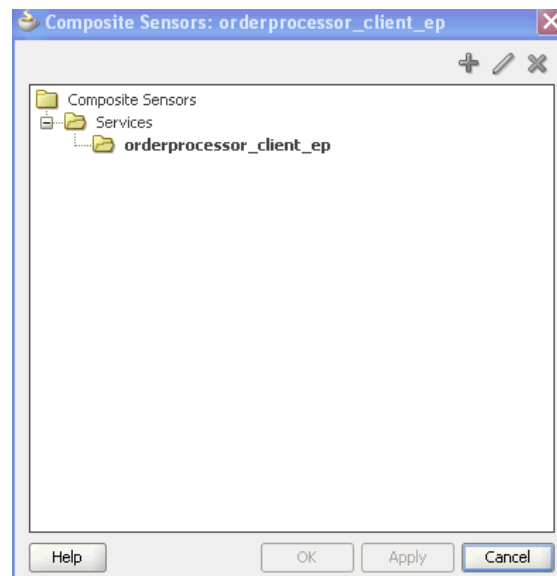 Composite Sensors: orderprocessor_client_ep
Composite Sensors
Services
orderprocessor_client_ep
Help OK Apply Cancel